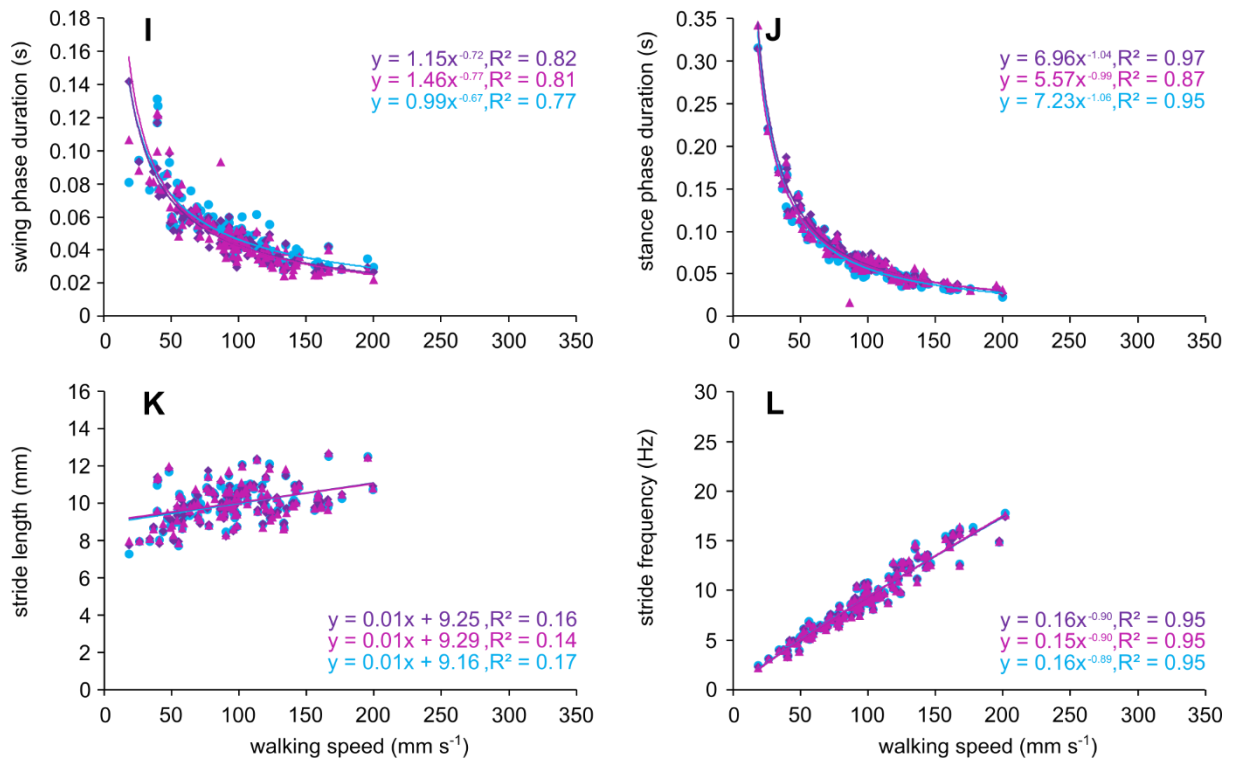 I
y = 1.15x⁻⁰·⁷²,R² = 0.82
y = 1.46x⁻⁰·⁷⁷,R² = 0.81
y = 0.99x⁻⁰·⁶⁷,R² = 0.77
swing phase duration (s)
0.18
0.16
0.14
0.12
0.10
0.08
0.06
0.04
0.02
0
0 50 100 150 200 250 300 350
J
y = 6.96x⁻¹·⁰⁴,R² = 0.97
y = 5.57x⁻⁰·⁹⁹,R² = 0.87
y = 7.23x⁻¹·⁰⁶,R² = 0.95
stance phase duration (s)
0.35
0.30
0.25
0.20
0.15
0.10
0.05
0
0 50 100 150 200 250 300 350
K
stride length (mm)
16
14
12
10
8
6
4
2
0
y = 0.01x + 9.25,R² = 0.16
y = 0.01x + 9.29,R² = 0.14
y = 0.01x + 9.16,R² = 0.17
0 50 100 150 200 250 300 350
walking speed (mm s⁻¹)
L
stride frequency (Hz)
30
25
20
15
10
5
0
y = 0.16x⁻⁰·⁹⁰,R² = 0.95
y = 0.15x⁻⁰·⁹⁰,R² = 0.95
y = 0.16x⁻⁰·⁸⁹,R² = 0.95
0 50 100 150 200 250 300 350
walking speed (mm s⁻¹)